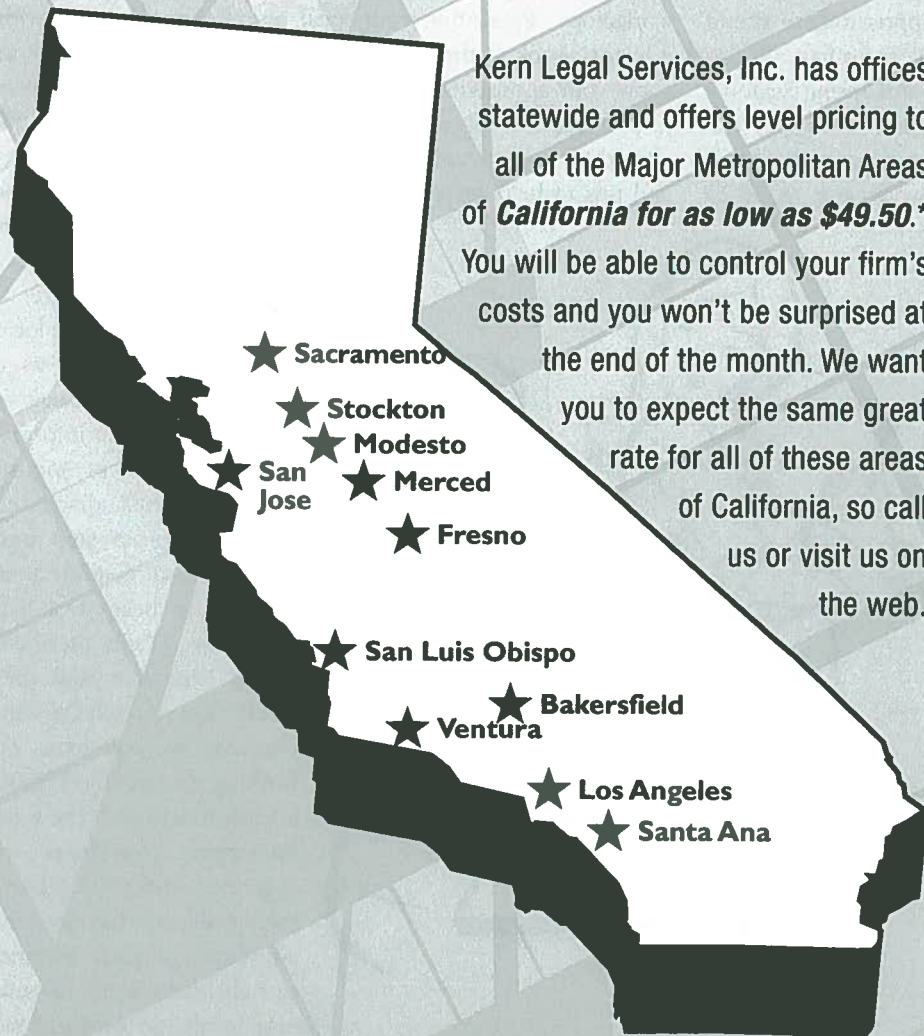 Kern Legal Services, Inc. has offices
statewide and offers level pricing to
all of the Major Metropolitan Areas
of California for as low as $49.50.*
You will be able to control your firm's
costs and you won't be surprised at
the end of the month. We want
you to expect the same great
rate for all of these areas
of California, so call
us or visit us on
the web.
Sacramento
Stockton
Modesto
San
Jose
Merced
Fresno
San Luis Obispo
Bakersfield
Ventura
Los Angeles
Santa Ana